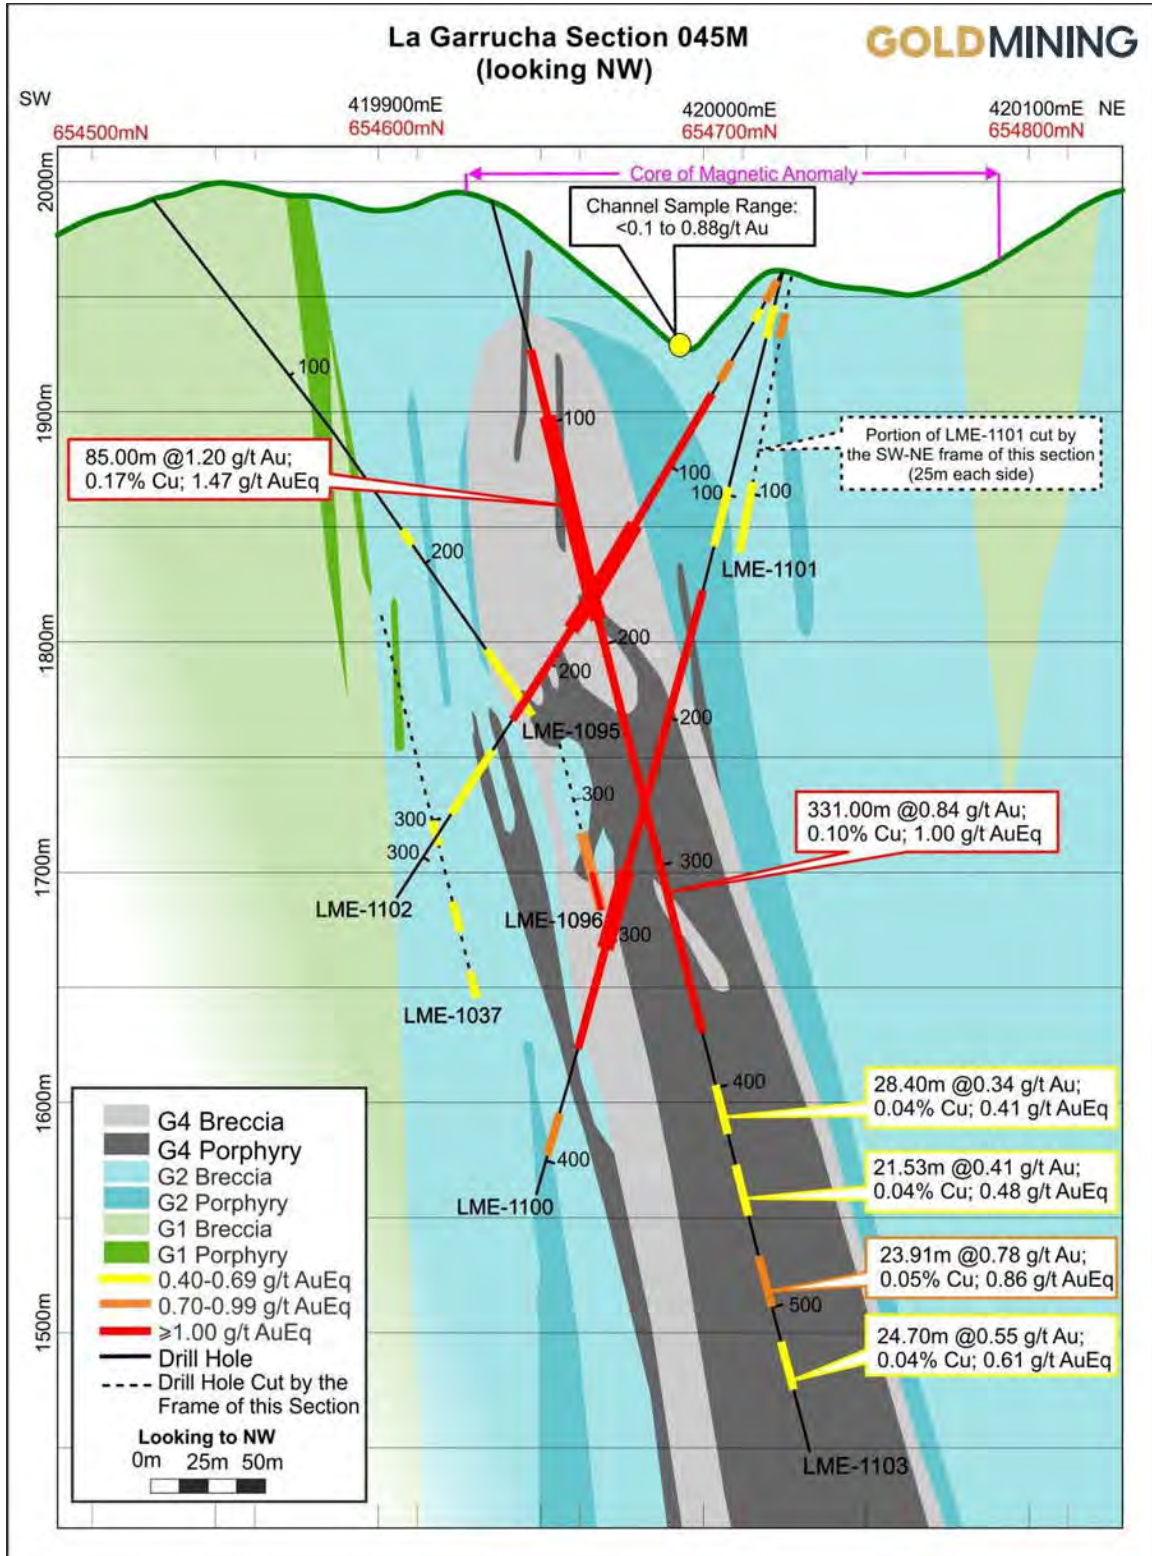 La Garrucha Section 045M
(looking NW)
GOLDMINING
SW
419900mE
420000mE
420100mE NE
654500mN
654600mN
654700mN
654800mN
2000m
Core of Magnetic Anomaly
Channel Sample Range:
<0.1 to 0.88g/t Au
100
1900m
100
85.00m @1.20 g/t Au;
0.17% Cu; 1.47 g/t AuEq
Portion of LME-1101 cut by
the SW-NE frame of this section
(25m each side)
100
100
100
200
LME-1101
1800m
200
200
200
LME-1095
300
331.00m @0.84 g/t Au;
0.10% Cu; 1.00 g/t AuEq
300
300
300
1700m
LME-1102
LME-1096
300
LME-1037
1600m
400
28.40m @0.34 g/t Au;
0.04% Cu; 0.41 g/t AuEq
400
LME-1100
21.53m @0.41 g/t Au;
0.04% Cu; 0.48 g/t AuEq
23.91m @0.78 g/t Au;
0.05% Cu; 0.86 g/t AuEq
500
1500m
24.70m @0.55 g/t Au;
0.04% Cu; 0.61 g/t AuEq
LME-1103
G4 Breccia
G4 Porphyry
G2 Breccia
G2 Porphyry
G1 Breccia
G1 Porphyry
0.40-0.69 g/t AuEq
0.70-0.99 g/t AuEq
⩾1.00 g/t AuEq
Drill Hole
Drill Hole Cut by the
Frame of this Section
Looking to NW
0m 25m 50m